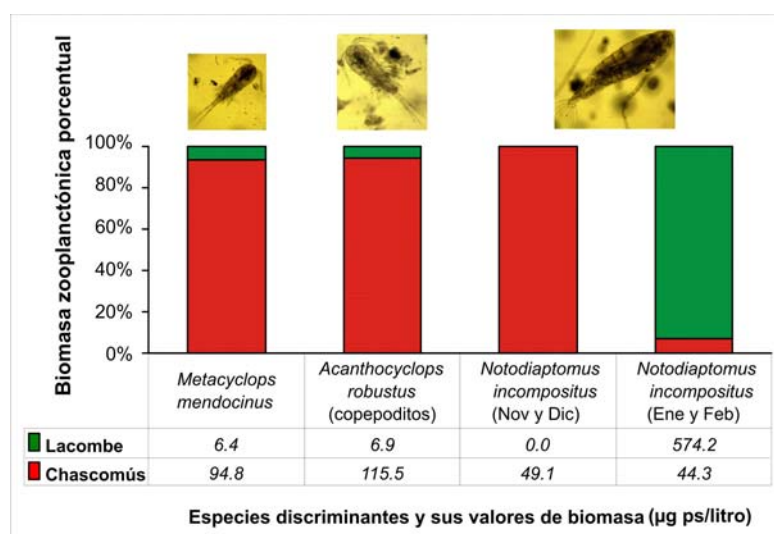 Biomasa zooplanctónica porcentual
100%
80%
60%
40%
20%
0%
Metacyclops
mendocinus
Acanthocyclops
robustus
(copepoditos)
Notodiaptomus
incompositus
(Nov y Dic)
Notodiaptomus
incompositus
(Ene y Feb)
Lacombe 6.4 6.9 0.0 574.2
Chascomús 94.8 115.5 49.1 44.3
Especies discriminantes y sus valores de biomasa (µg ps/litro)